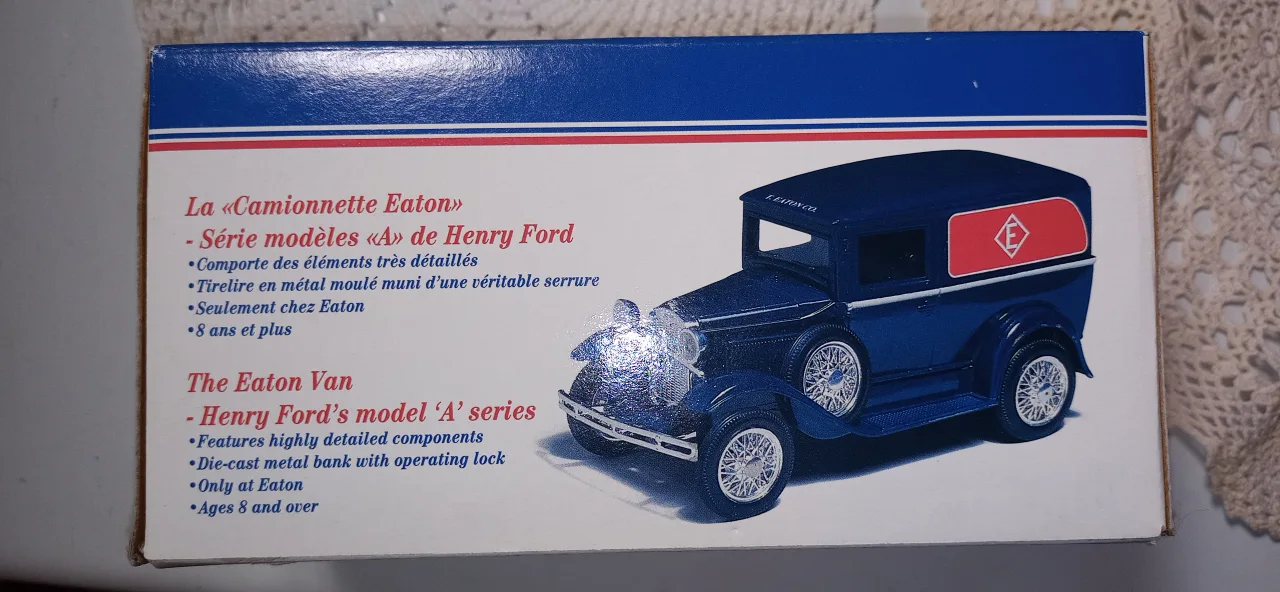 La «Camionnette Eaton»
- Série modèles «A» de Henry Ford
•Comporte des éléments très détaillés
•Tirelire en métal moulé muni d'une véritable serrure
•Seulement chez Eaton
•8 ans et plus
The Eaton Van
- Henry Ford's model 'A' series
•Features highly detailed components
•Die-cast metal bank with operating lock
•Only at Eaton
•Ages 8 and over
T. EATON CO.
E